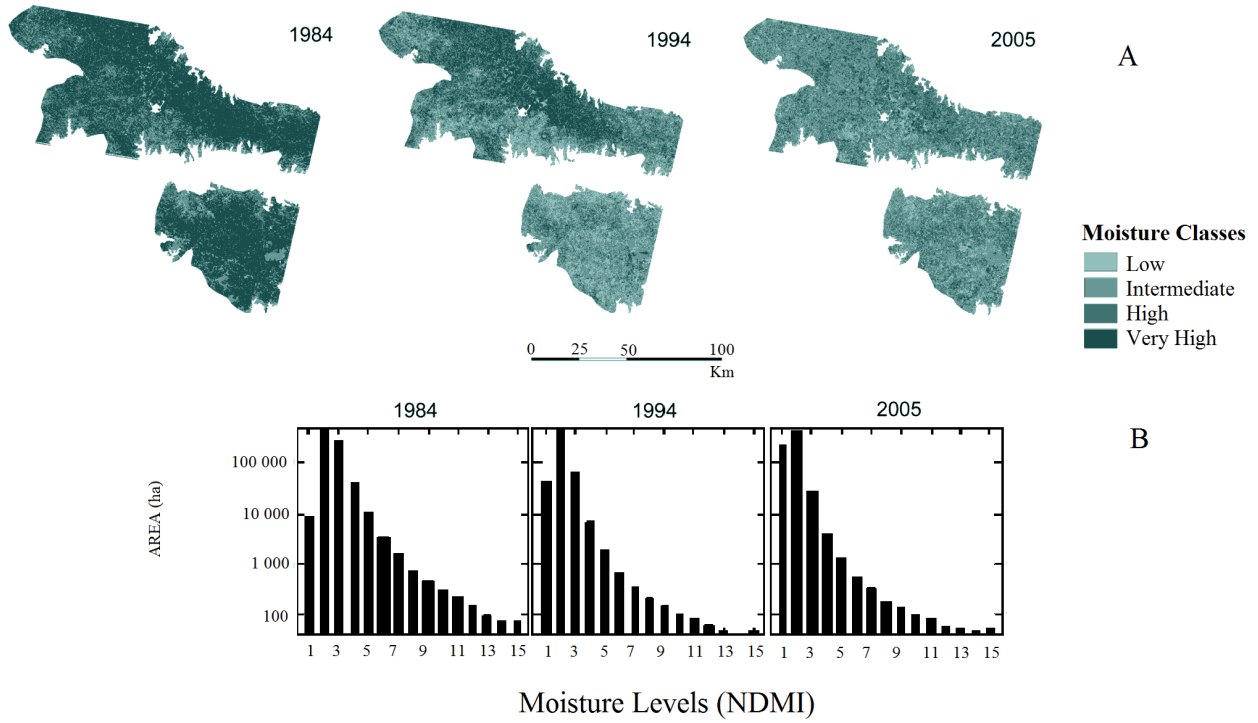 1984
1994
2005
A
Moisture Classes
Low
Intermediate
High
Very High
0 25 50 100
Km
1984
1994
2005
B
AREA (ha)
100 000
10 000
1 000
100
1 3 5 7 9 11 13 15
1 3 5 7 9 11 13 15
1 3 5 7 9 11 13 15
Moisture Levels (NDMI)